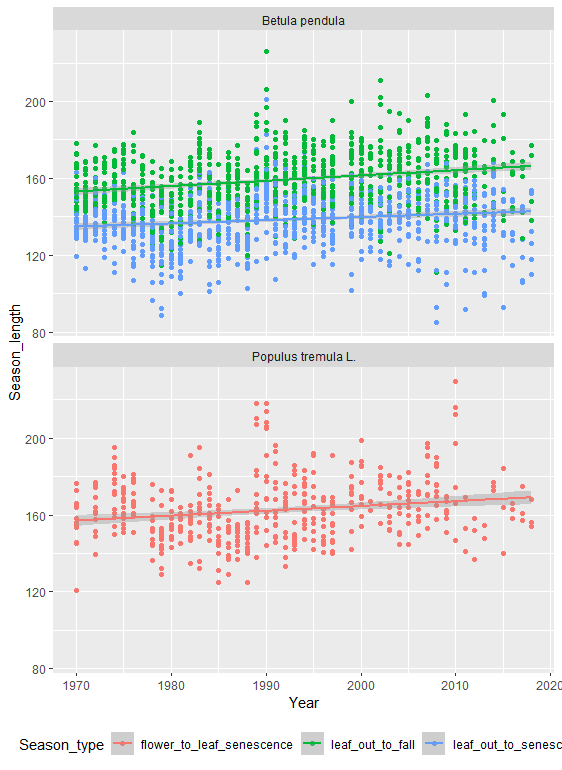 Betula pendula
200
160
120
80
Populus tremula L.
200
160
120
80
Season_length
1970 1980 1990 2000 2010 2020
Year
Season_type flower_to_leaf_senescence leaf_out_to_fall leaf_out_to_senesc